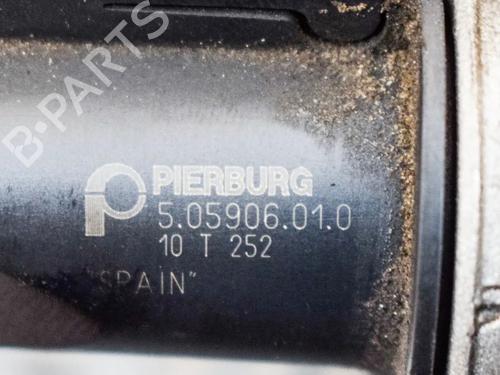 B-PARTS
PIERBURG
5.05906.01.0
10 T 252
"SPAIN"